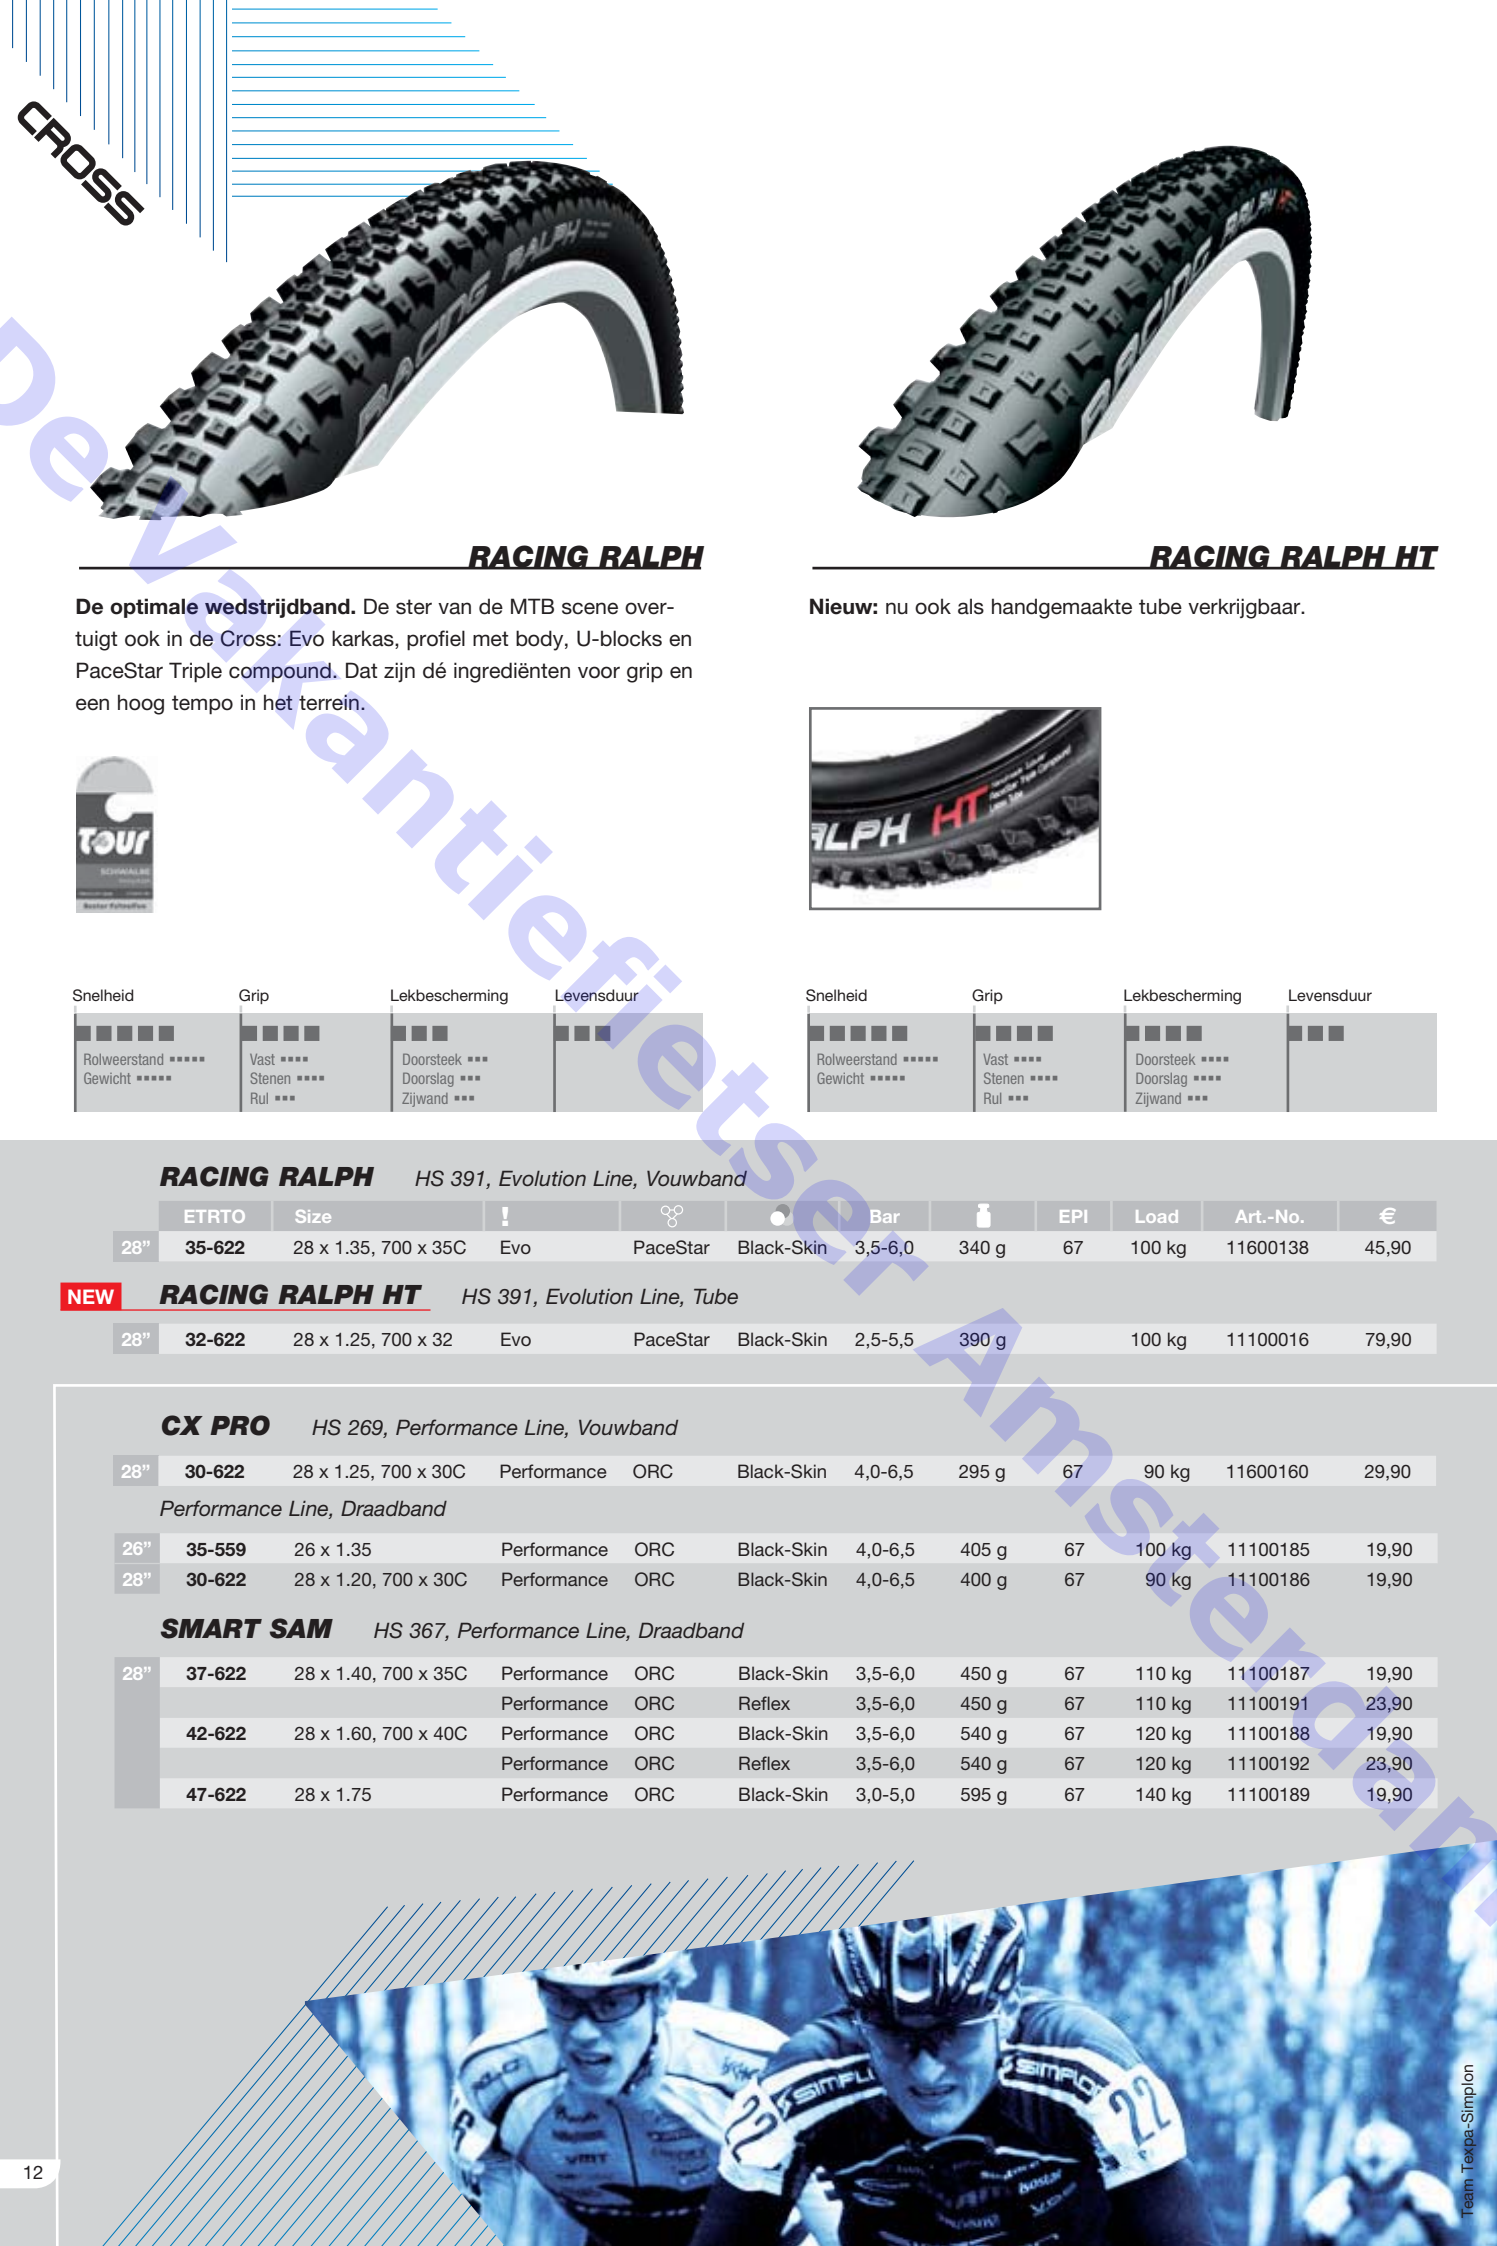 CROSS
RACING RALPH
RACING RALPH HT
RACING RALPH
De optimale wedstrijdband. De ster van de MTB scene over-
tuigt ook in de Cross: Evo karkas, profiel met body, U-blocks en
PaceStar Triple compound. Dat zijn dé ingrediënten voor grip en
een hoog tempo in het terrein.
RACING RALPH HT
Nieuw: nu ook als handgemaakte tube verkrijgbaar.
Tour
SCHWALBE
RALPH HT
Snelheid Grip Lekbescherming Levensduur
Rolweerstand Vast Doorsteek
Gewicht Stenen Doorslag
Rul Zijwand
Snelheid Grip Lekbescherming Levensduur
Rolweerstand Vast Doorsteek
Gewicht Stenen Doorslag
Rul Zijwand
RACING RALPH HS 391, Evolution Line, Vouwband
ETRTO Size ! Bar EPI Load Art.-No. €
28” 35-622 28 x 1.35, 700 x 35C Evo PaceStar Black-Skin 3,5-6,0 340 g 67 100 kg 11600138 45,90
NEW RACING RALPH HT HS 391, Evolution Line, Tube
28” 32-622 28 x 1.25, 700 x 32 Evo PaceStar Black-Skin 2,5-5,5 390 g 100 kg 11100016 79,90
CX PRO HS 269, Performance Line, Vouwband
28” 30-622 28 x 1.25, 700 x 30C Performance ORC Black-Skin 4,0-6,5 295 g 67 90 kg 11600160 29,90
Performance Line, Draadband
26” 35-559 26 x 1.35 Performance ORC Black-Skin 4,0-6,5 405 g 67 100 kg 11100185 19,90
28” 30-622 28 x 1.20, 700 x 30C Performance ORC Black-Skin 4,0-6,5 400 g 67 90 kg 11100186 19,90
SMART SAM HS 367, Performance Line, Draadband
28” 37-622 28 x 1.40, 700 x 35C Performance ORC Black-Skin 3,5-6,0 450 g 67 110 kg 11100187 19,90
Performance ORC Reflex 3,5-6,0 450 g 67 110 kg 11100191 23,90
42-622 28 x 1.60, 700 x 40C Performance ORC Black-Skin 3,5-6,0 540 g 67 120 kg 11100188 19,90
Performance ORC Reflex 3,5-6,0 540 g 67 120 kg 11100192 23,90
47-622 28 x 1.75 Performance ORC Black-Skin 3,0-5,0 595 g 67 140 kg 11100189 19,90
De Vakantiefietser Amsterdam
SIMPL
SIMPLON
22
22
12
Team Texpa-Simplon